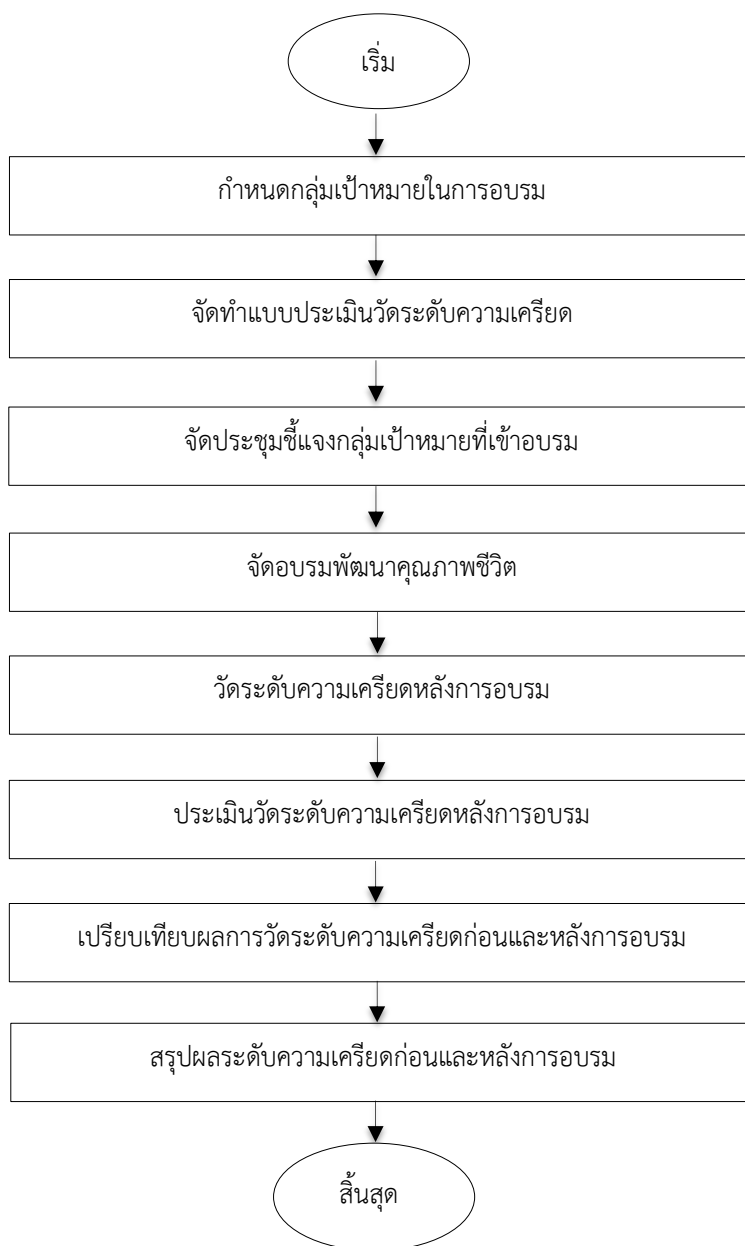 เริ่ม
กำหนดกลุ่มเป้าหมายในการอบรม
จัดทำแบบประเมินวัดระดับความเครียด
จัดประชุมชี้แจงกลุ่มเป้าหมายที่เข้าอบรม
จัดอบรมพัฒนาคุณภาพชีวิต
วัดระดับความเครียดหลังการอบรม
ประเมินวัดระดับความเครียดหลังการอบรม
เปรียบเทียบผลการวัดระดับความเครียดก่อนและหลังการอบรม
สรุปผลระดับความเครียดก่อนและหลังการอบรม
สิ้นสุด